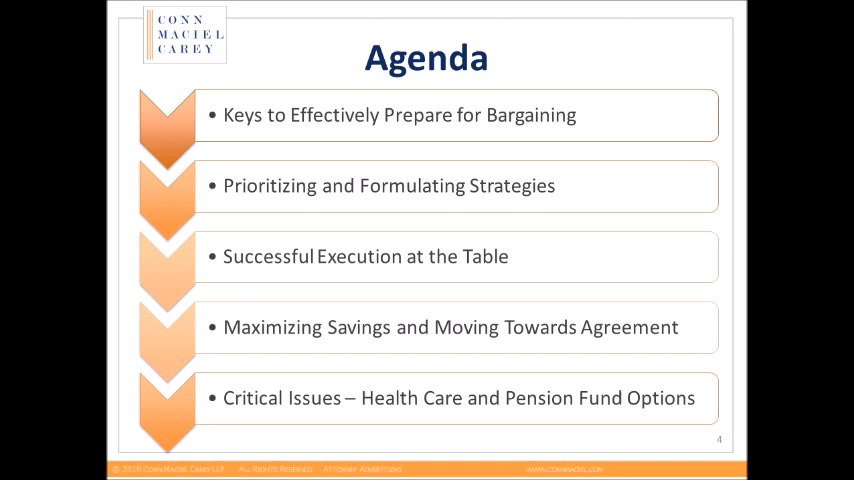 CONN
MACIEL
CAREY
Agenda
• Keys to Effectively Prepare for Bargaining
• Prioritizing and Formulating Strategies
• Successful Execution at the Table
• Maximizing Savings and Moving Towards Agreement
• Critical Issues – Health Care and Pension Fund Options
4
© 2019 CONN MACIEL CAREY LLP ALL RIGHTS RESERVED ATTORNEY ADVERTISING WWW.CONNMACIEL.COM